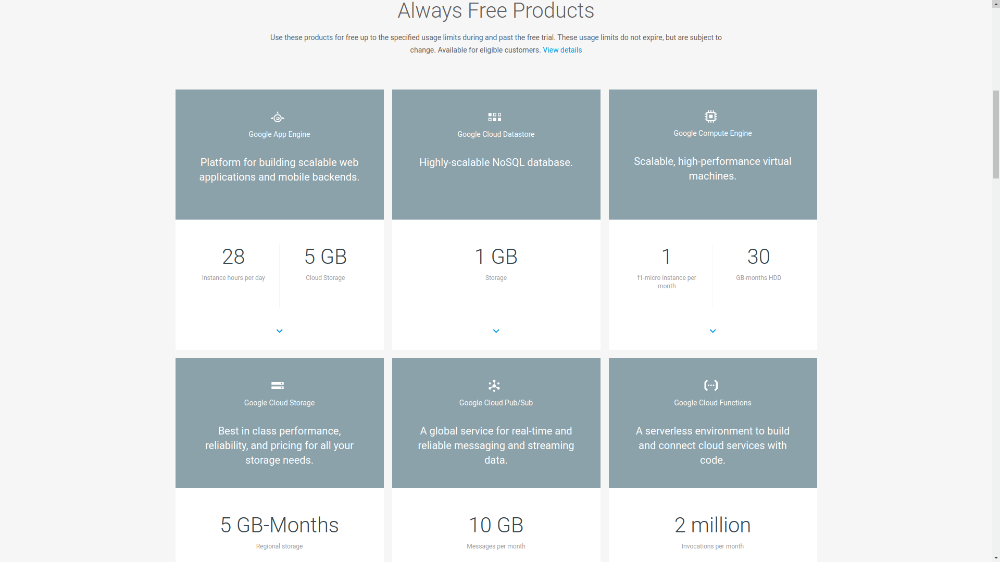 Always Free Products
Use these products for free up to the specified usage limits during and past the free trial. These usage limits do not expire, but are subject to
change. Available for eligible customers. View details
Google App Engine
Platform for building scalable web
applications and mobile backends.
28
Instance hours per day
5 GB
Cloud Storage
Google Cloud Datastore
Highly-scalable NoSQL database.
1 GB
Storage
Google Compute Engine
Scalable, high-performance virtual
machines.
1
f1-micro instance per
month
30
GB-months HDD
Google Cloud Storage
Best in class performance,
reliability, and pricing for all your
storage needs.
5 GB-Months
Regional storage
Google Cloud Pub/Sub
A global service for real-time and
reliable messaging and streaming
data.
10 GB
Messages per month
Google Cloud Functions
A serverless environment to build
and connect cloud services with
code.
2 million
Invocations per month